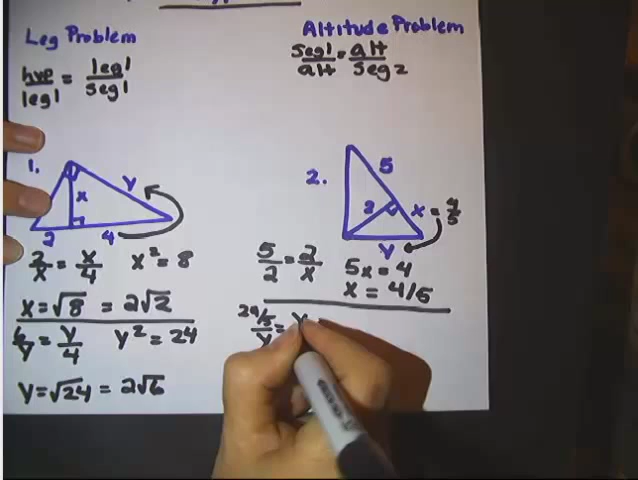 Leg Problem
hyp/leg1 = leg1/seg1
1.
x
y
2
4
2/x = x/4 x² = 8
x = √8 = 2√2
6/y = y/4 y² = 24
y = √24 = 2√6
Altitude Problem
seg1/alt = alt/seg2
2.
5
2
x = 4/5
y
5/2 = 2/x 5x = 4
x = 4/5
29/5/y = y